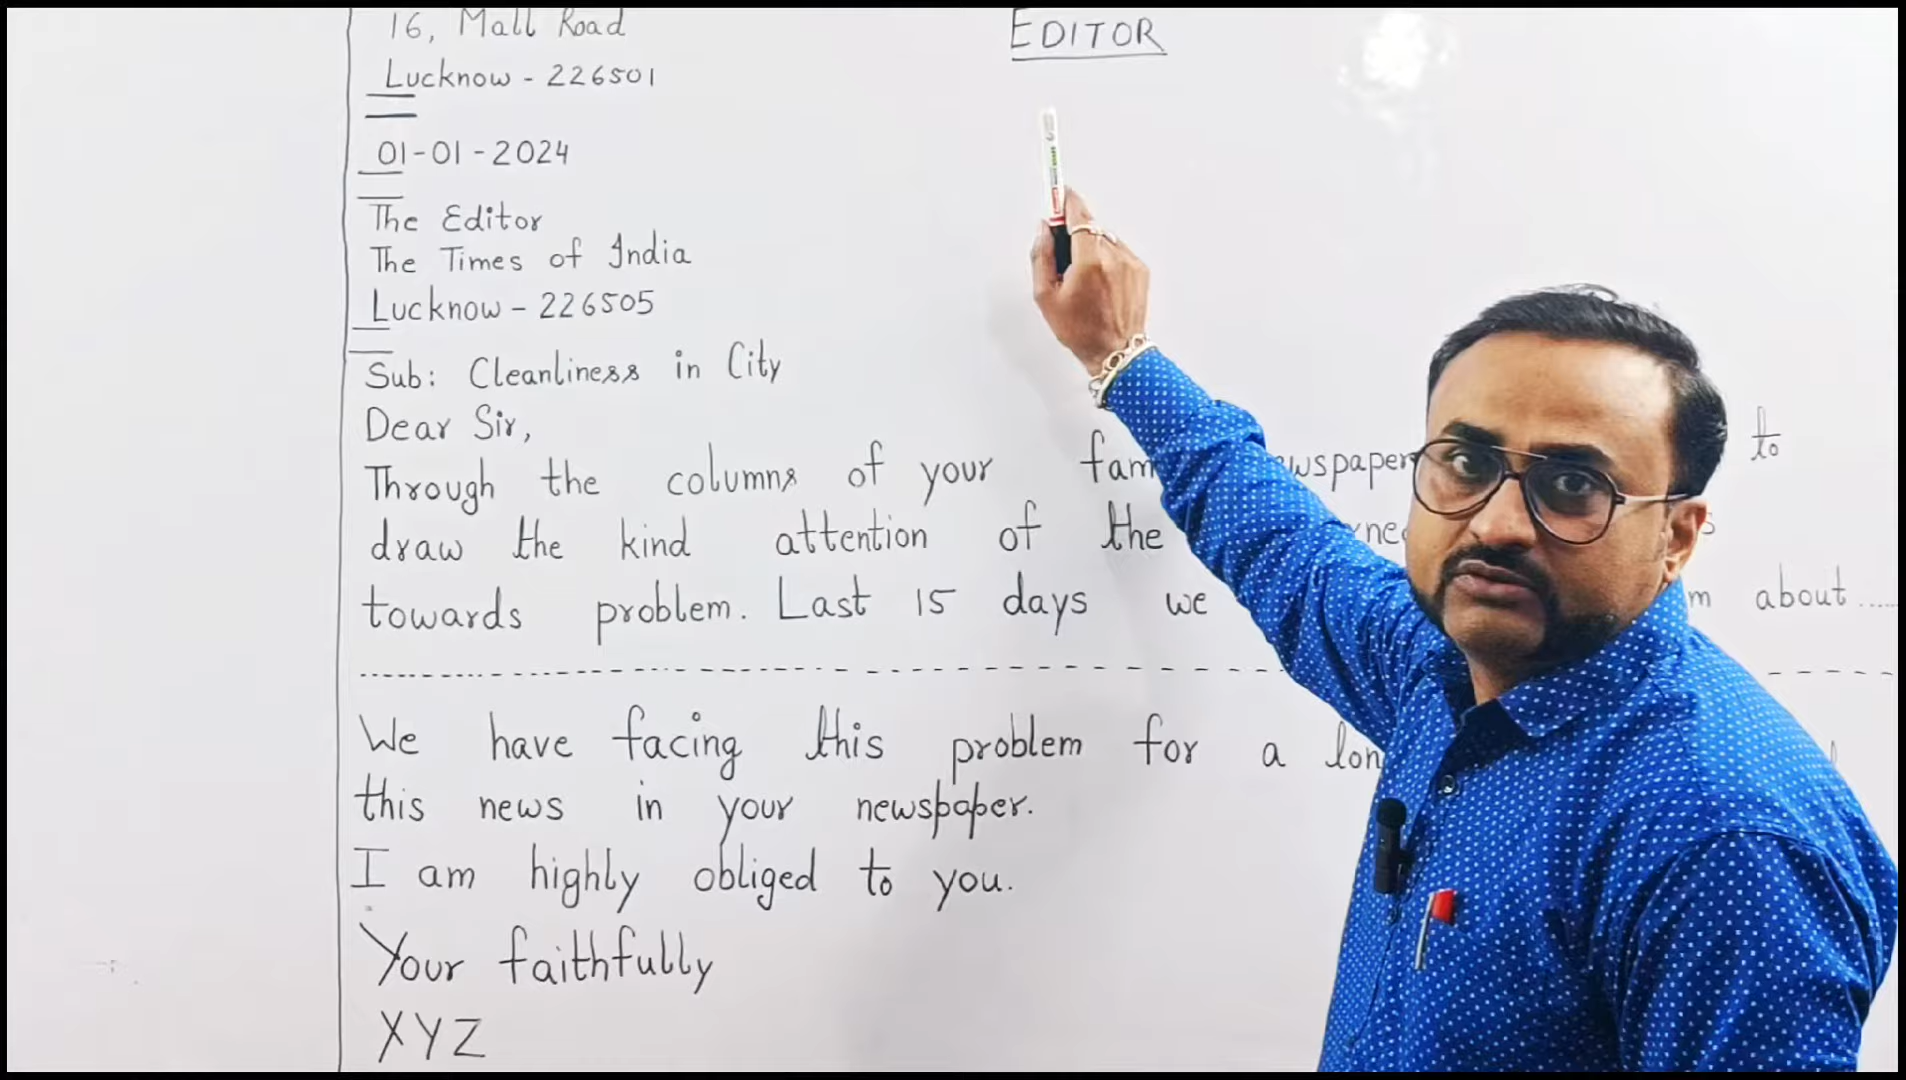 16, Mall Road
Lucknow - 226501
EDITOR
01-01-2024
The Editor
The Times of India
Lucknow - 226505
Sub: Cleanliness in City
Dear Sir,
Through the columns of your to
draw the kind attention of the
towards problem. Last 15 days we about .....
We have facing this problem for a
this news in your newspaper.
I am highly obliged to you.
Your faithfully
XYZ